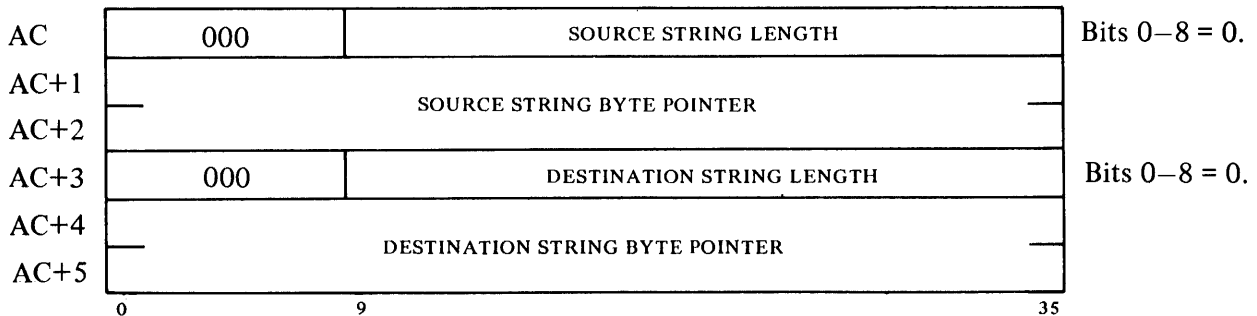 AC 000 SOURCE STRING LENGTH Bits 0–8 = 0.
AC+1
SOURCE STRING BYTE POINTER
AC+2
AC+3 000 DESTINATION STRING LENGTH Bits 0–8 = 0.
AC+4
DESTINATION STRING BYTE POINTER
AC+5
0 9 35